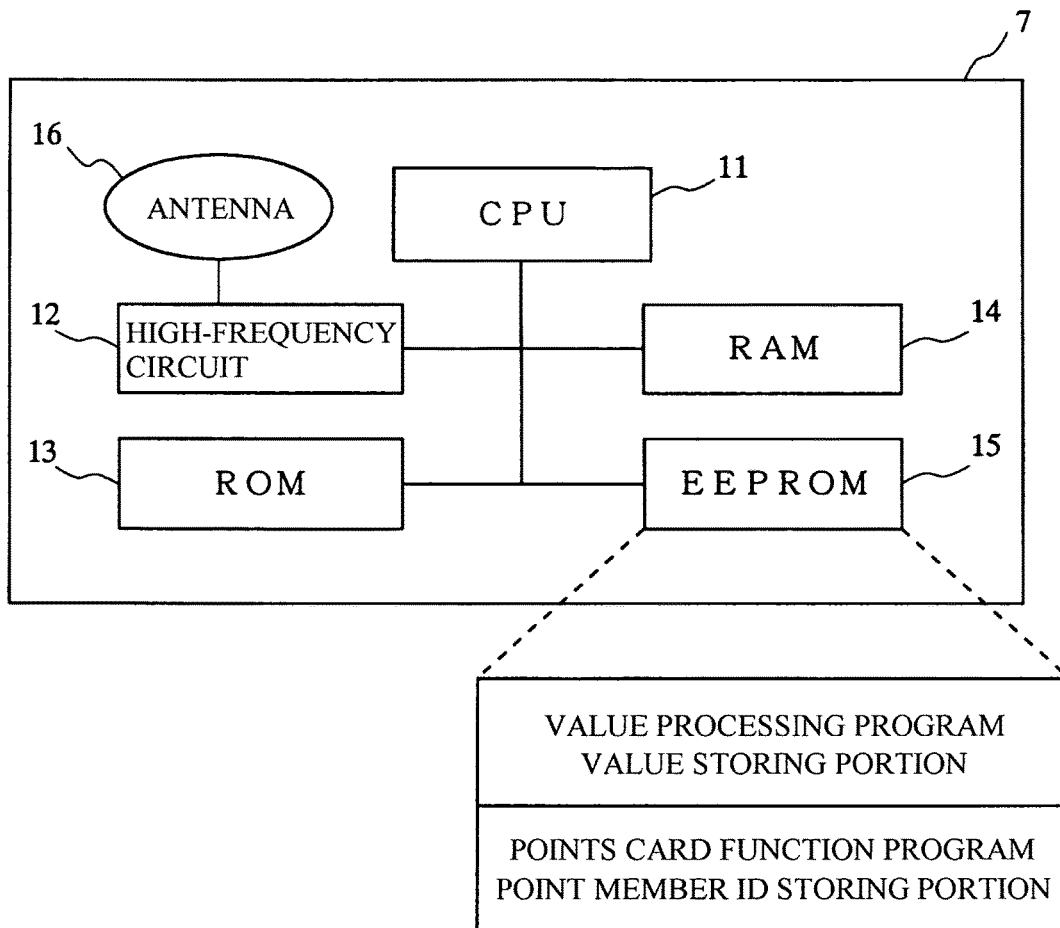 7
16
ANTENNA
11
CPU
12
HIGH-FREQUENCY
CIRCUIT
14
RAM
13
ROM
15
EEPROM
VALUE PROCESSING PROGRAM
VALUE STORING PORTION
POINTS CARD FUNCTION PROGRAM
POINT MEMBER ID STORING PORTION